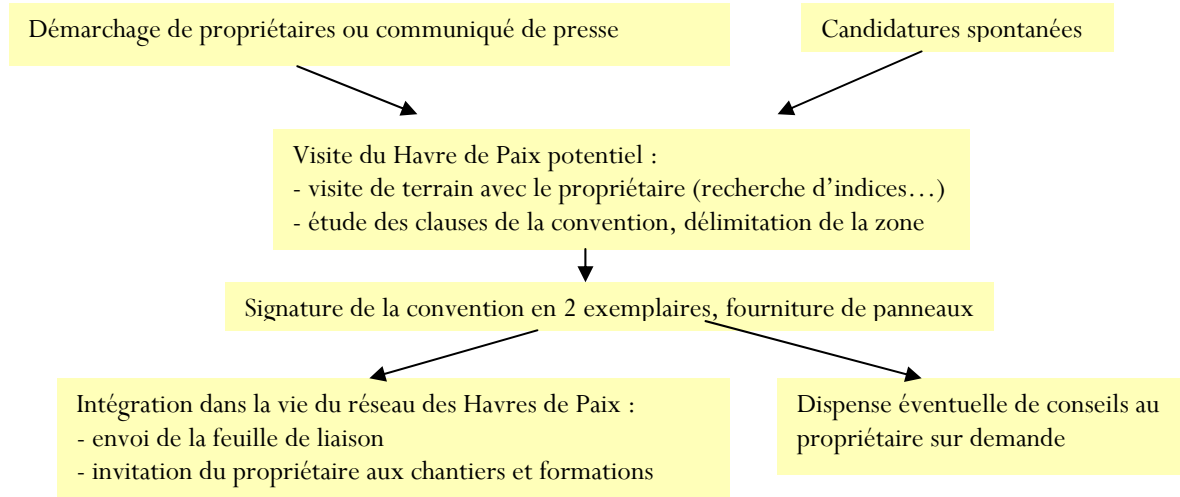 Démarchage de propriétaires ou communiqué de presse
Candidatures spontanées
Visite du Havre de Paix potentiel :
- visite de terrain avec le propriétaire (recherche d’indices…)
- étude des clauses de la convention, délimitation de la zone
Signature de la convention en 2 exemplaires, fourniture de panneaux
Intégration dans la vie du réseau des Havres de Paix :
- envoi de la feuille de liaison
- invitation du propriétaire aux chantiers et formations
Dispense éventuelle de conseils au
propriétaire sur demande